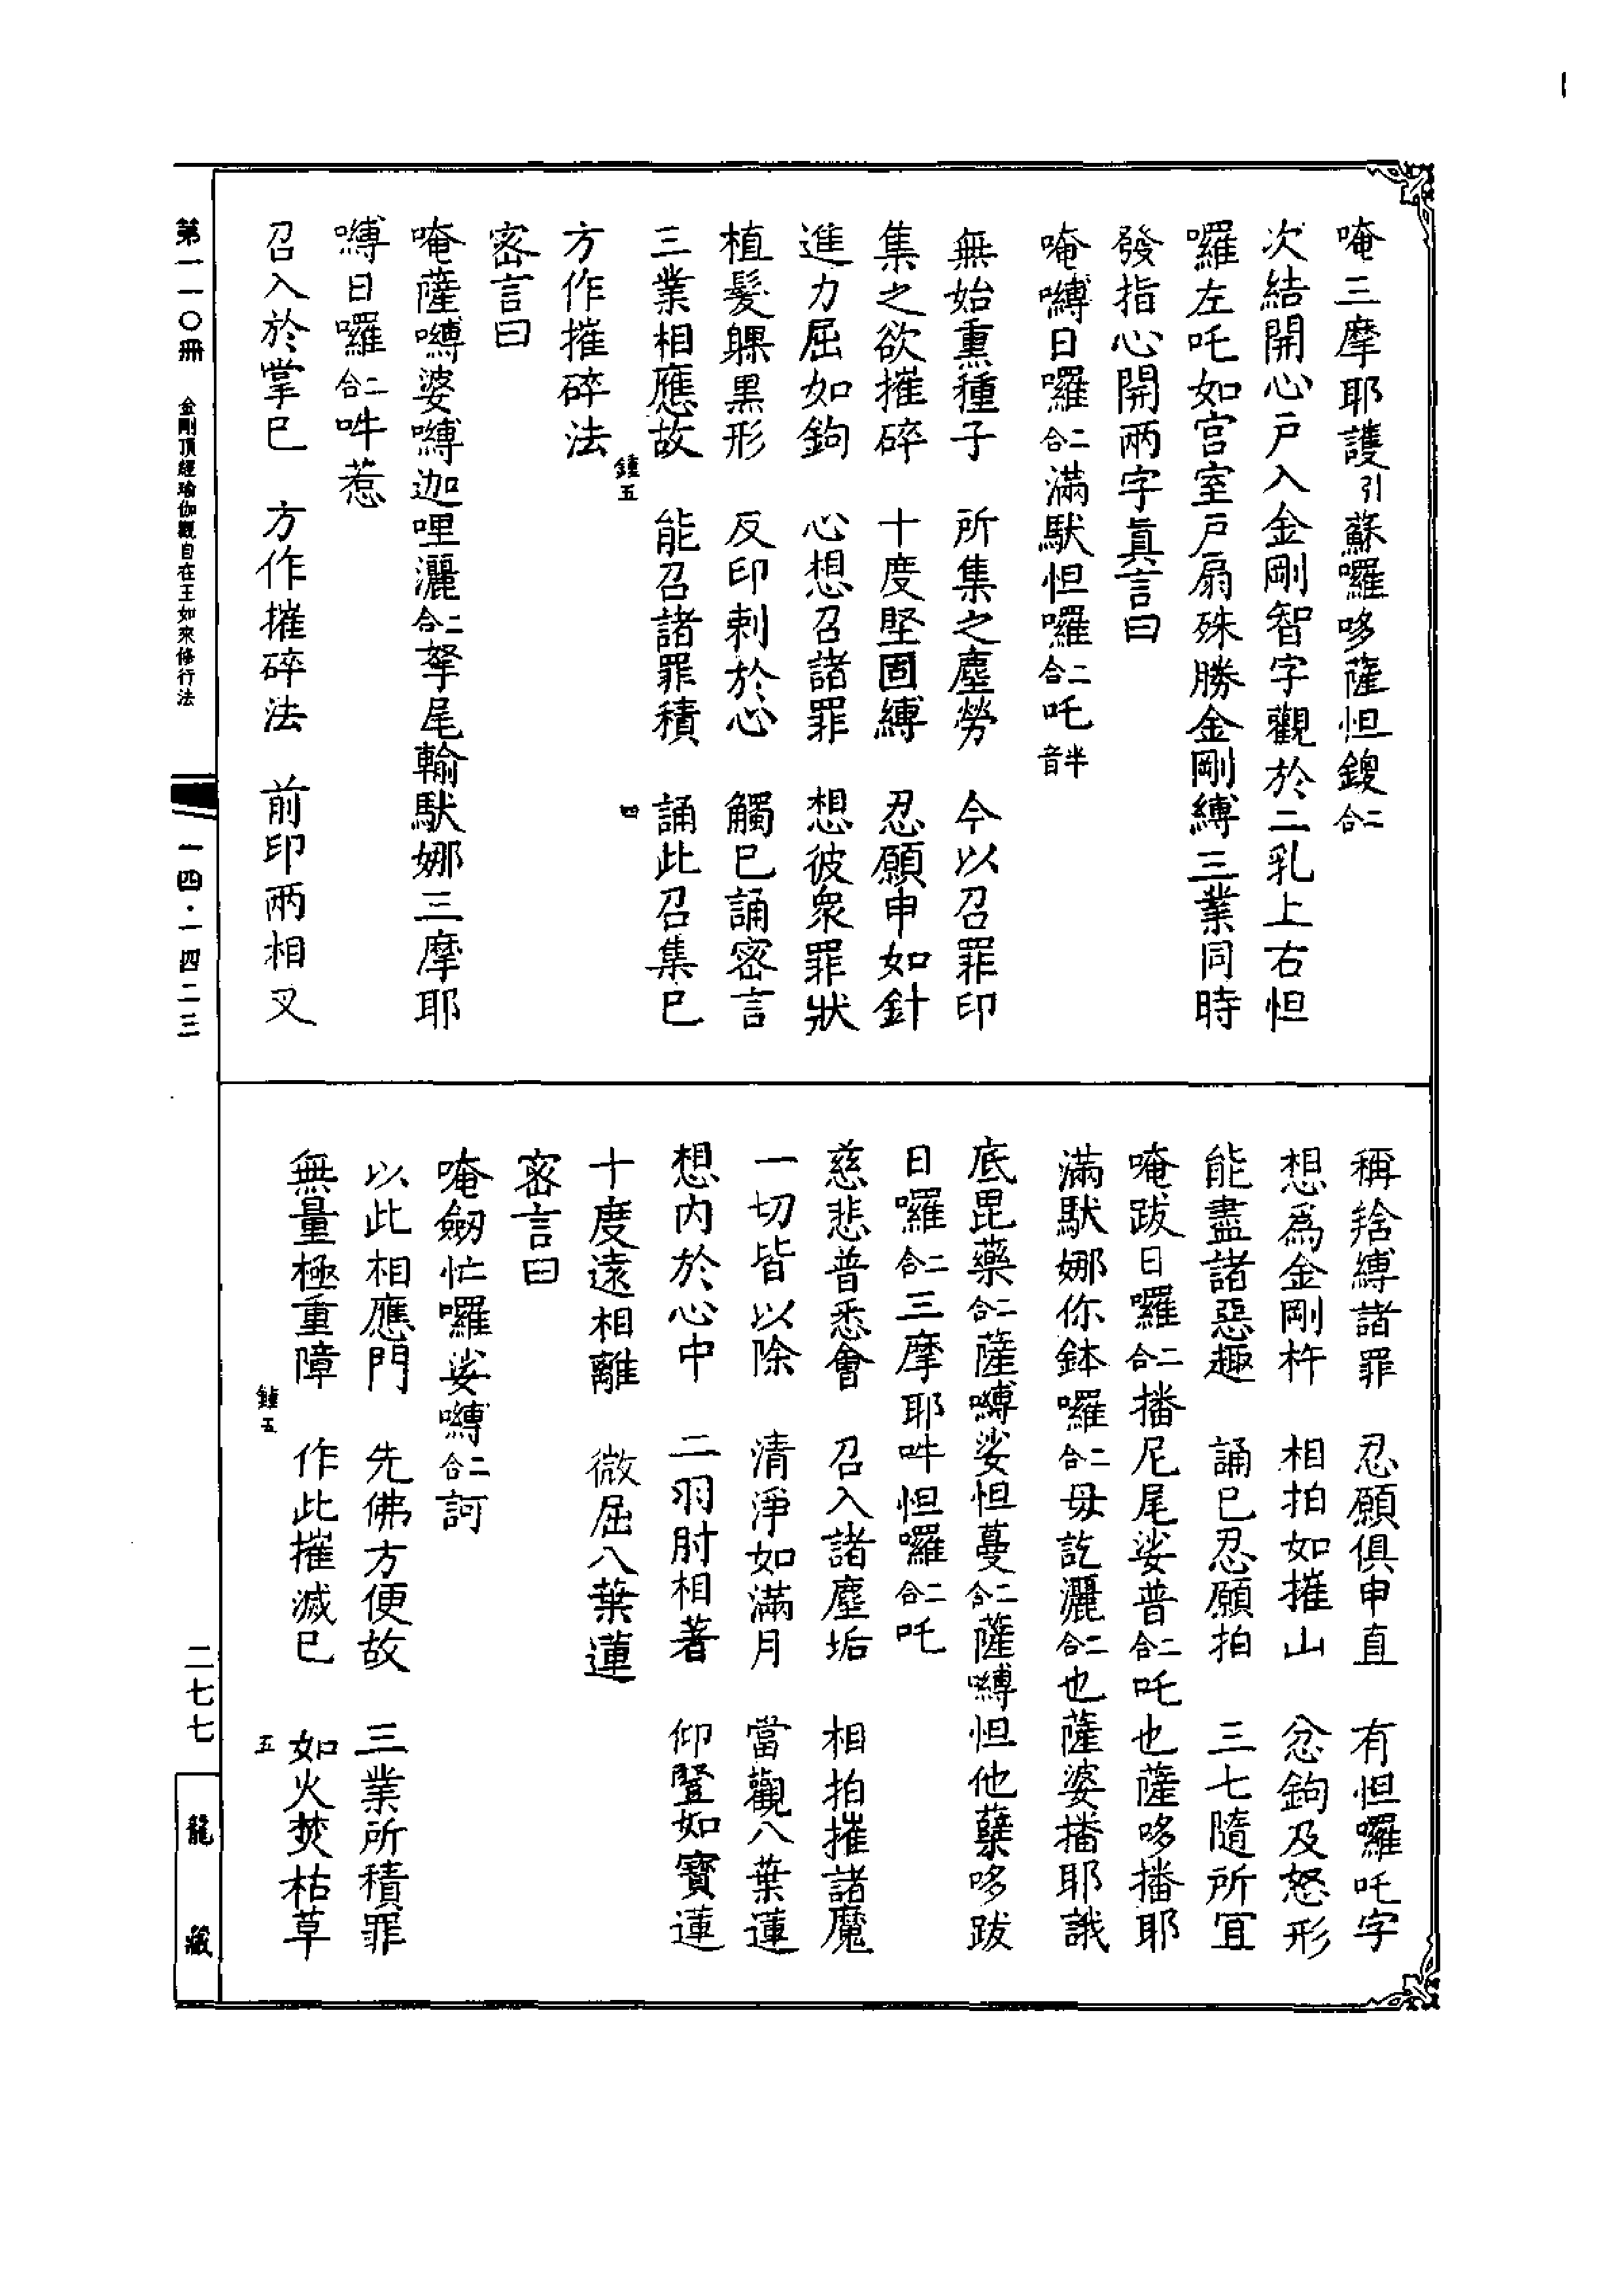 唵三摩耶護引蘇囉哆薩怛鑁二合
次結開心戶入金剛智字觀於二乳上右怛
囉左吒如宮室戶扇殊勝金剛縛三業同時
發指心開兩字眞言曰
唵嚩日囉二合滿馱怛囉二合吒半音
無始熏種子　所集之塵勞　今以召罪印
集之欲摧碎　十度堅固縛　忍願申如針
進力屈如鉤　心想召諸罪　想彼衆罪狀
植髮髁黑形　反印刺於心　觸已誦密言
三業相應故　能召諸罪積　誦此召集已
鍾五　四
方作摧碎法
密言曰
唵薩嚩婆嚩迦哩灑二合拏尾輸馱娜三摩耶
嚩日囉二合吽惹
召入於掌已　方作摧碎法　前印兩相叉
稱捨縛諸罪　忍願俱申直　有怛囉吒字
想爲金剛杵　相拍如摧山　忿鉤及怒形
能盡諸惡趣　誦已忍願拍　三七隨所宜
唵跋日囉二合播尼尾娑普二合吒也薩哆播耶
滿馱娜你鉢囉二合毋訖灑二合也薩婆播耶誐
底毘藥二合薩嚩娑怛蔓二合薩嚩怛他蘖哆跋
日囉二合三摩耶吽怛囉二合吒
慈悲普悉會　召入諸塵垢　相拍摧諸魔
一切皆以除　清淨如滿月　當觀八葉蓮
想內於心中　二羽肘相著　仰豎如寶蓮
十度遠相離　微屈八葉蓮
密言曰
唵劒忙囉娑嚩二合訶
以此相應門　先佛方便故　三業所積罪
無量極重障　作此摧滅已　如火焚枯草
鍾五　五
第一一〇冊　金剛頂經瑜伽觀自在王如來修行法
一四·一四二三
二七七
龍藏